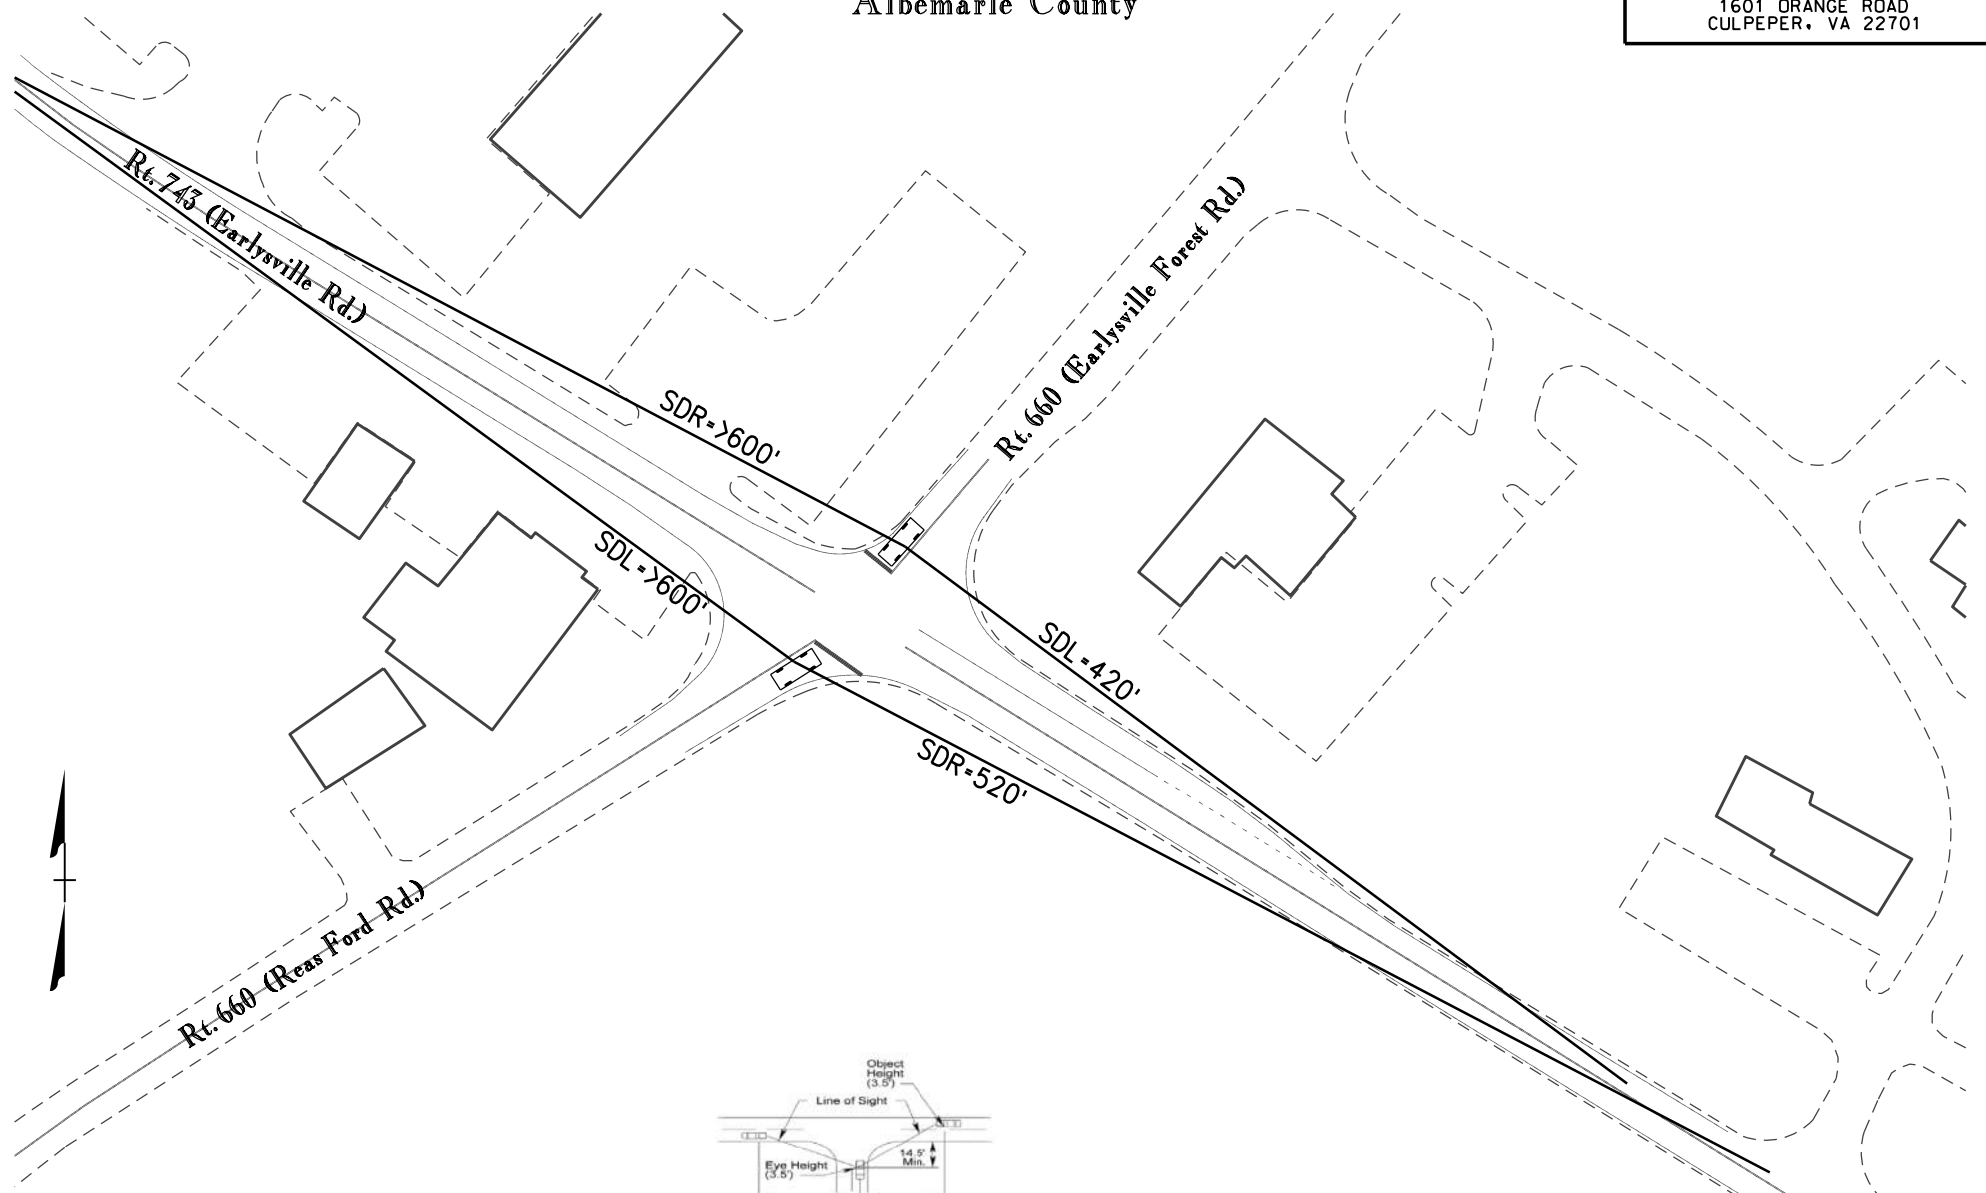 Albemarle County
1601 ORANGE ROAD
CULPEPER, VA 22701
Rt. 743 (Earlysville Rd.)
Rt. 660 (Earlysville Forest Rd.)
SDR=>600'
SDL=>600'
SDL=420'
SDR=520'
Rt. 660 (Reas Ford Rd.)
Object
Height
(3.5')
Line of Sight
14.5'
Min.
Eye Height
(3.5')